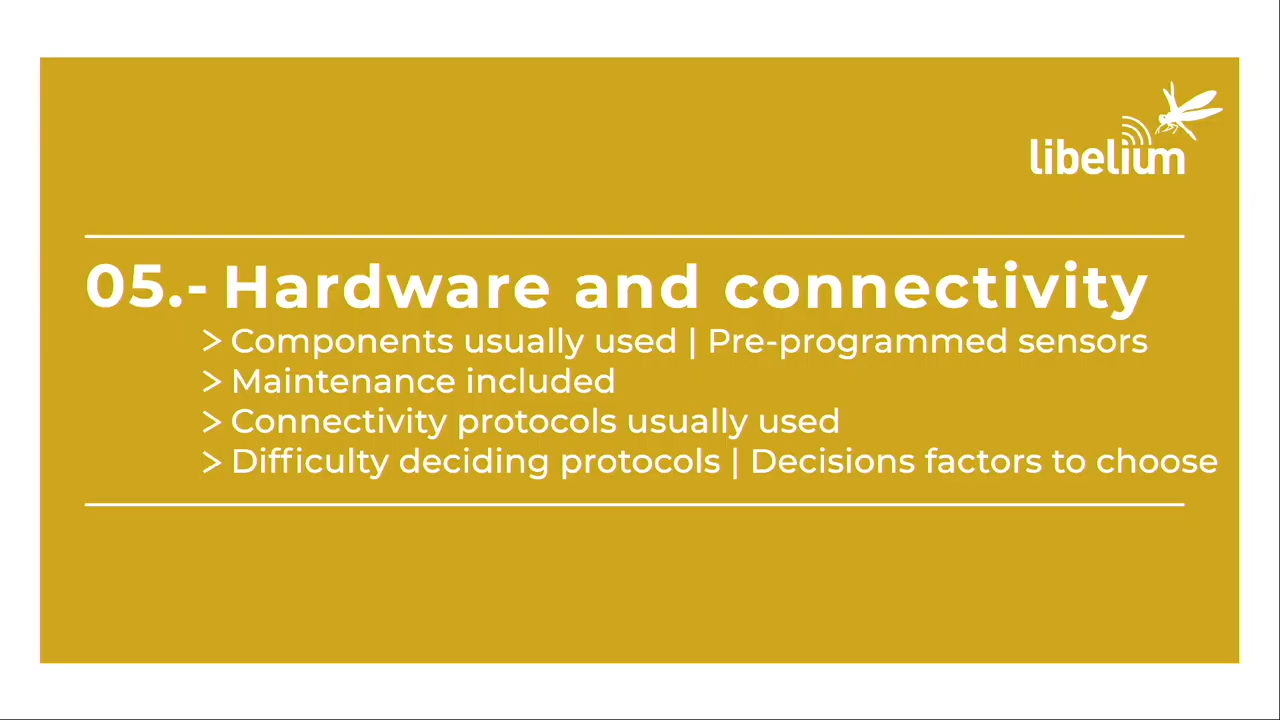 libelium
05.- Hardware and connectivity
> Components usually used | Pre-programmed sensors
> Maintenance included
> Connectivity protocols usually used
> Difficulty deciding protocols | Decisions factors to choose